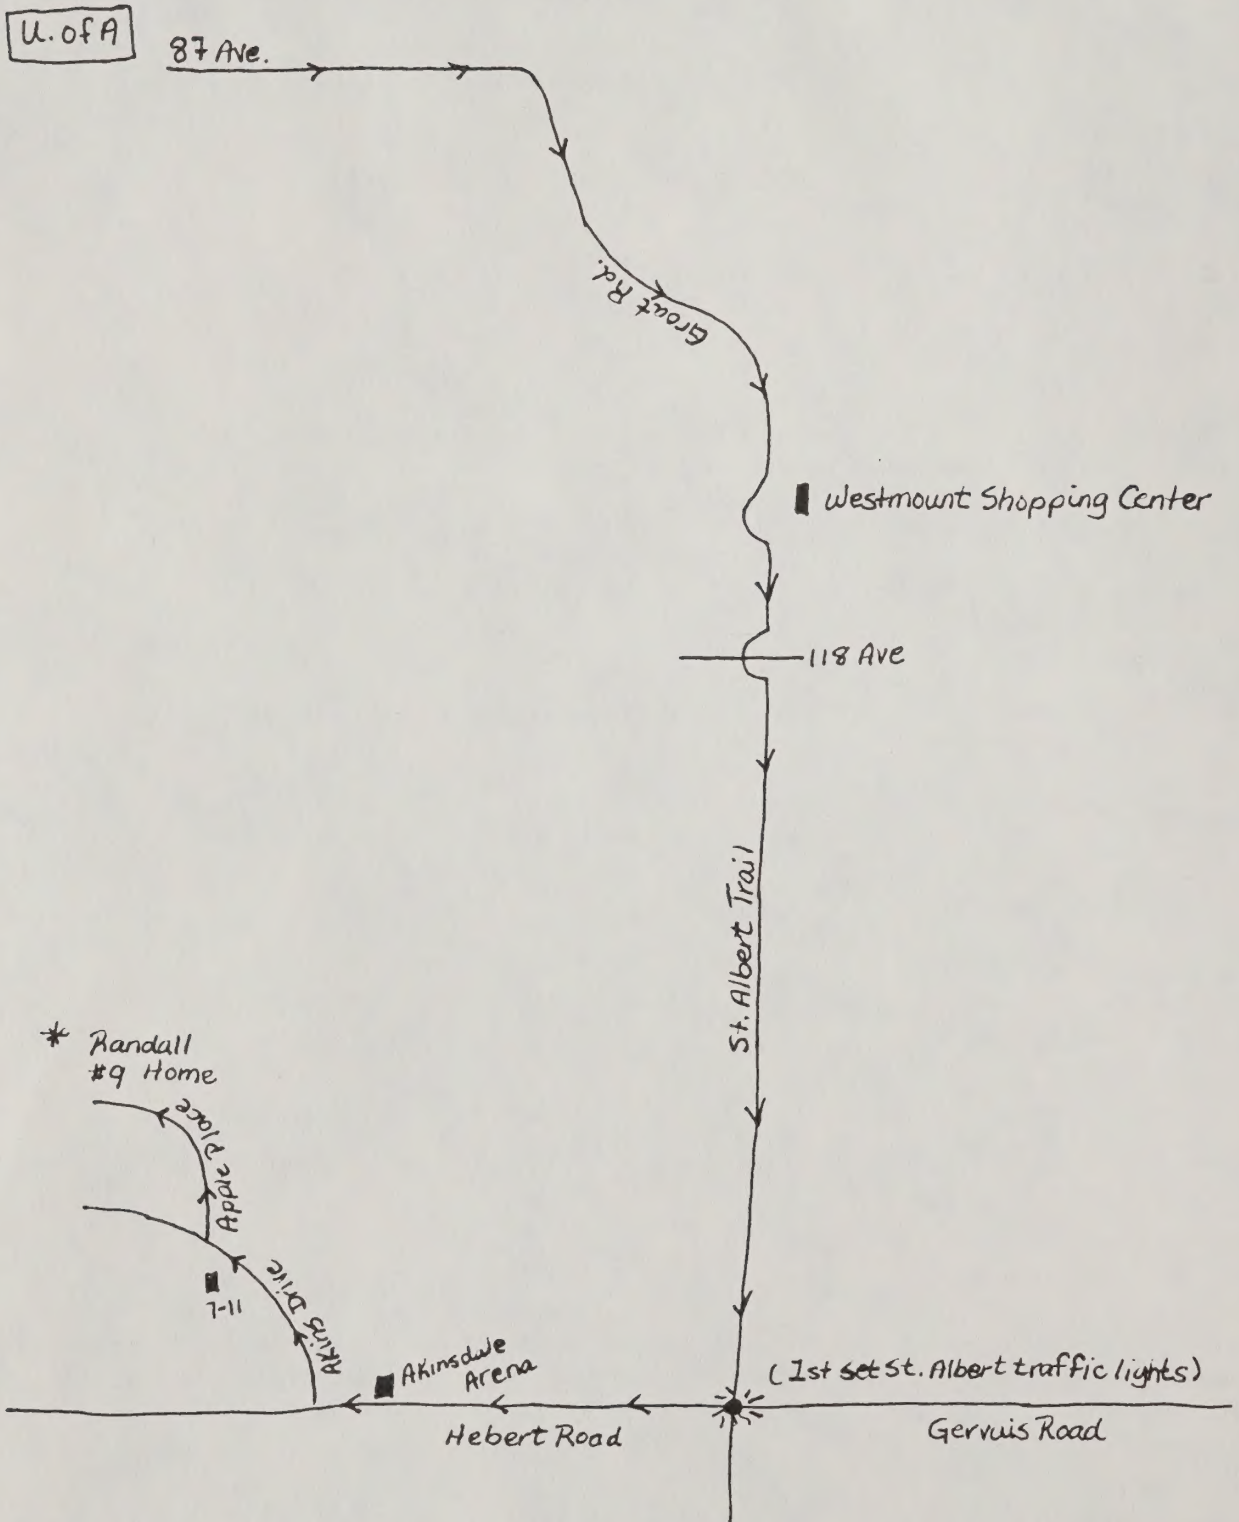 U. of A
87 Ave.
Groat Rd.
Westmount Shopping Center
118 Ave
St. Albert Trail
* Randall
#9 Home
Apple Place
Akins Drive
7-11
Akinsdale
Arena
(1st set St. Albert traffic lights)
Hebert Road
Gervais Road